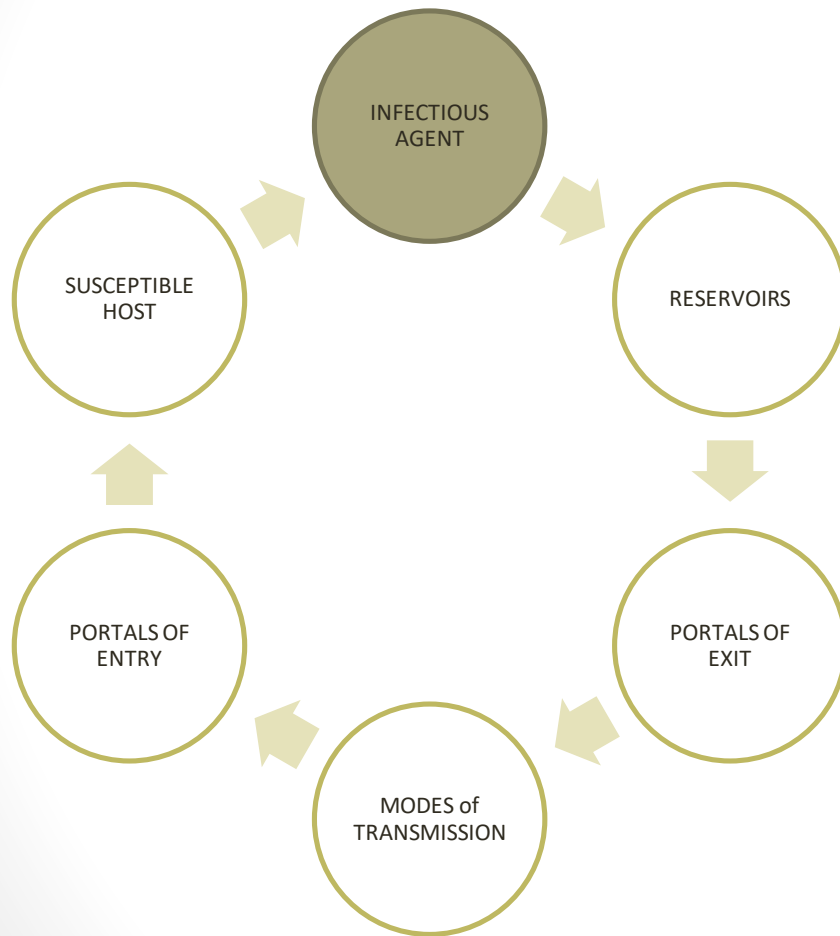 INFECTIOUS
AGENT
RESERVOIRS
PORTALS OF
EXIT
MODES of
TRANSMISSION
PORTALS OF
ENTRY
SUSCEPTIBLE
HOST